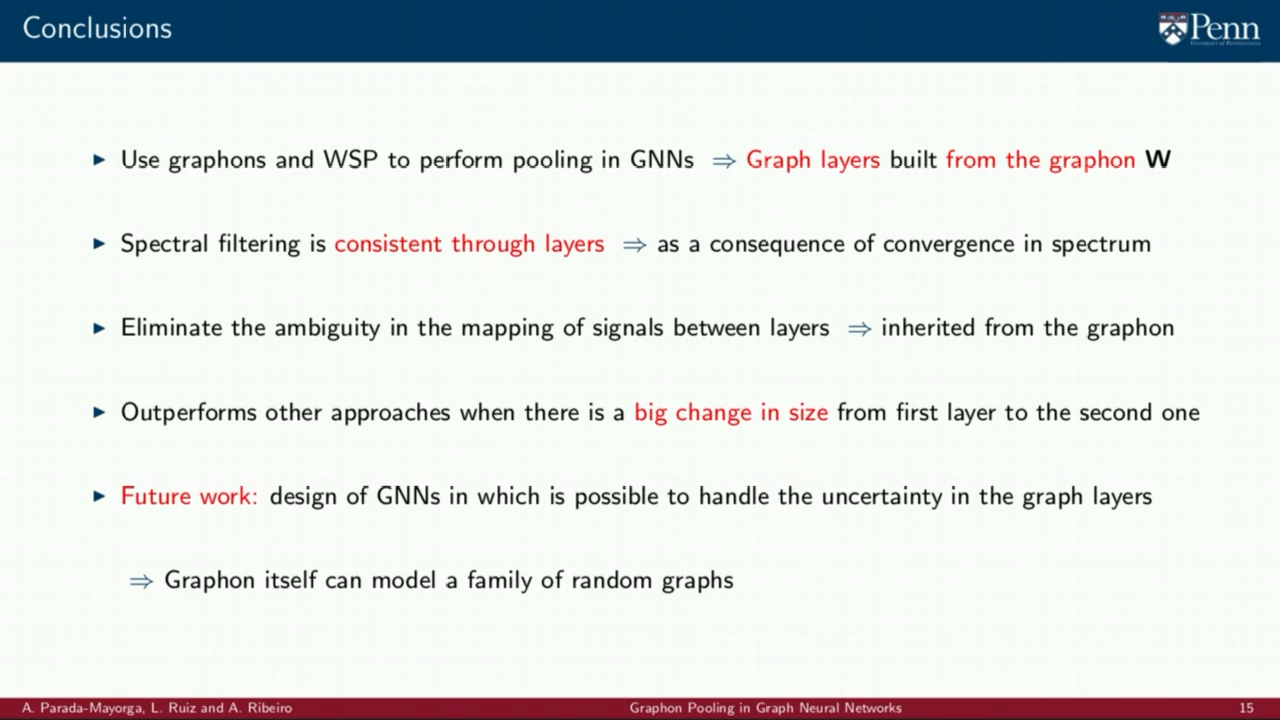 Conclusions
Penn
▶ Use graphons and WSP to perform pooling in GNNs ⇒ Graph layers built from the graphon W
▶ Spectral filtering is consistent through layers ⇒ as a consequence of convergence in spectrum
▶ Eliminate the ambiguity in the mapping of signals between layers ⇒ inherited from the graphon
▶ Outperforms other approaches when there is a big change in size from first layer to the second one
▶ Future work: design of GNNs in which is possible to handle the uncertainty in the graph layers
⇒ Graphon itself can model a family of random graphs
A. Parada-Mayorga, L. Ruiz and A. Ribeiro Graphon Pooling in Graph Neural Networks 15